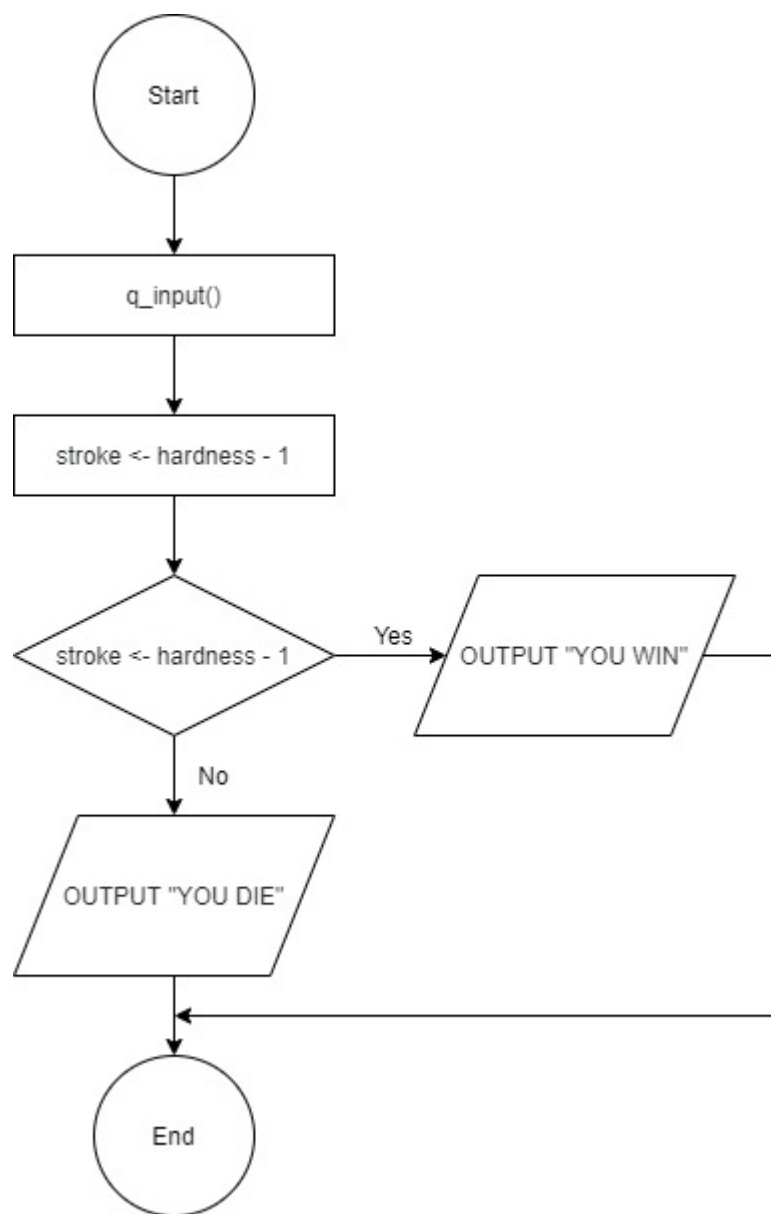 Start
q_input()
stroke <- hardness - 1
stroke <- hardness - 1
Yes
OUTPUT "YOU WIN"
No
OUTPUT "YOU DIE"
End